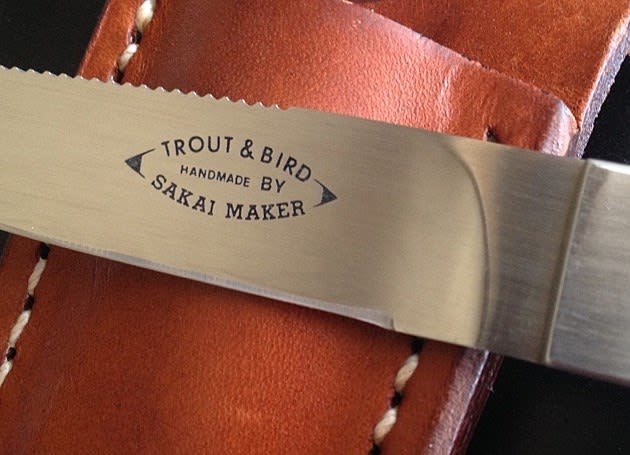 TROUT & BIRD
HANDMADE BY
SAKAI MAKER